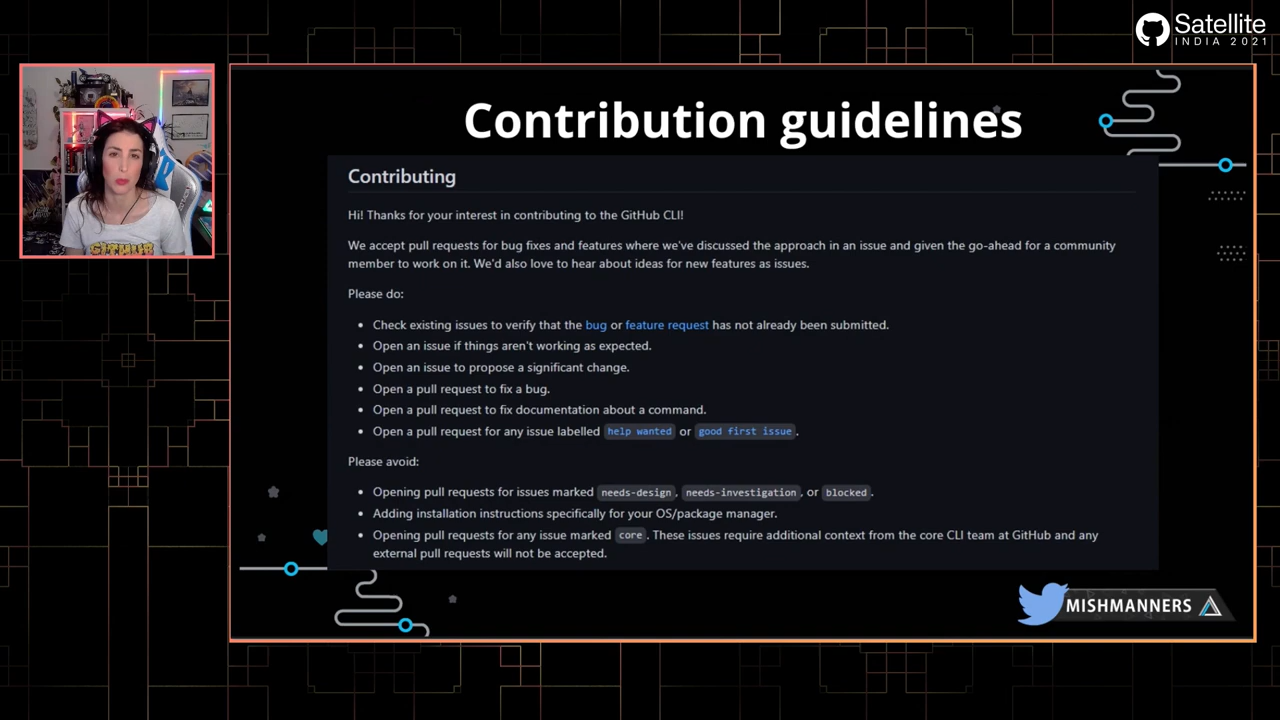 Satellite
INDIA 2021
Contribution guidelines
Contributing
Hi! Thanks for your interest in contributing to the GitHub CLI!
We accept pull requests for bug fixes and features where we've discussed the approach in an issue and given the go-ahead for a community
member to work on it. We'd also love to hear about ideas for new features as issues.
Please do:
• Check existing issues to verify that the bug or feature request has not already been submitted.
• Open an issue if things aren't working as expected.
• Open an issue to propose a significant change.
• Open a pull request to fix a bug.
• Open a pull request to fix documentation about a command.
• Open a pull request for any issue labelled help wanted or good first issue.
Please avoid:
• Opening pull requests for issues marked needs-design, needs-investigation, or blocked.
• Adding installation instructions specifically for your OS/package manager.
• Opening pull requests for any issue marked core. These issues require additional context from the core CLI team at GitHub and any
external pull requests will not be accepted.
GITHUB
MISHMANNERS